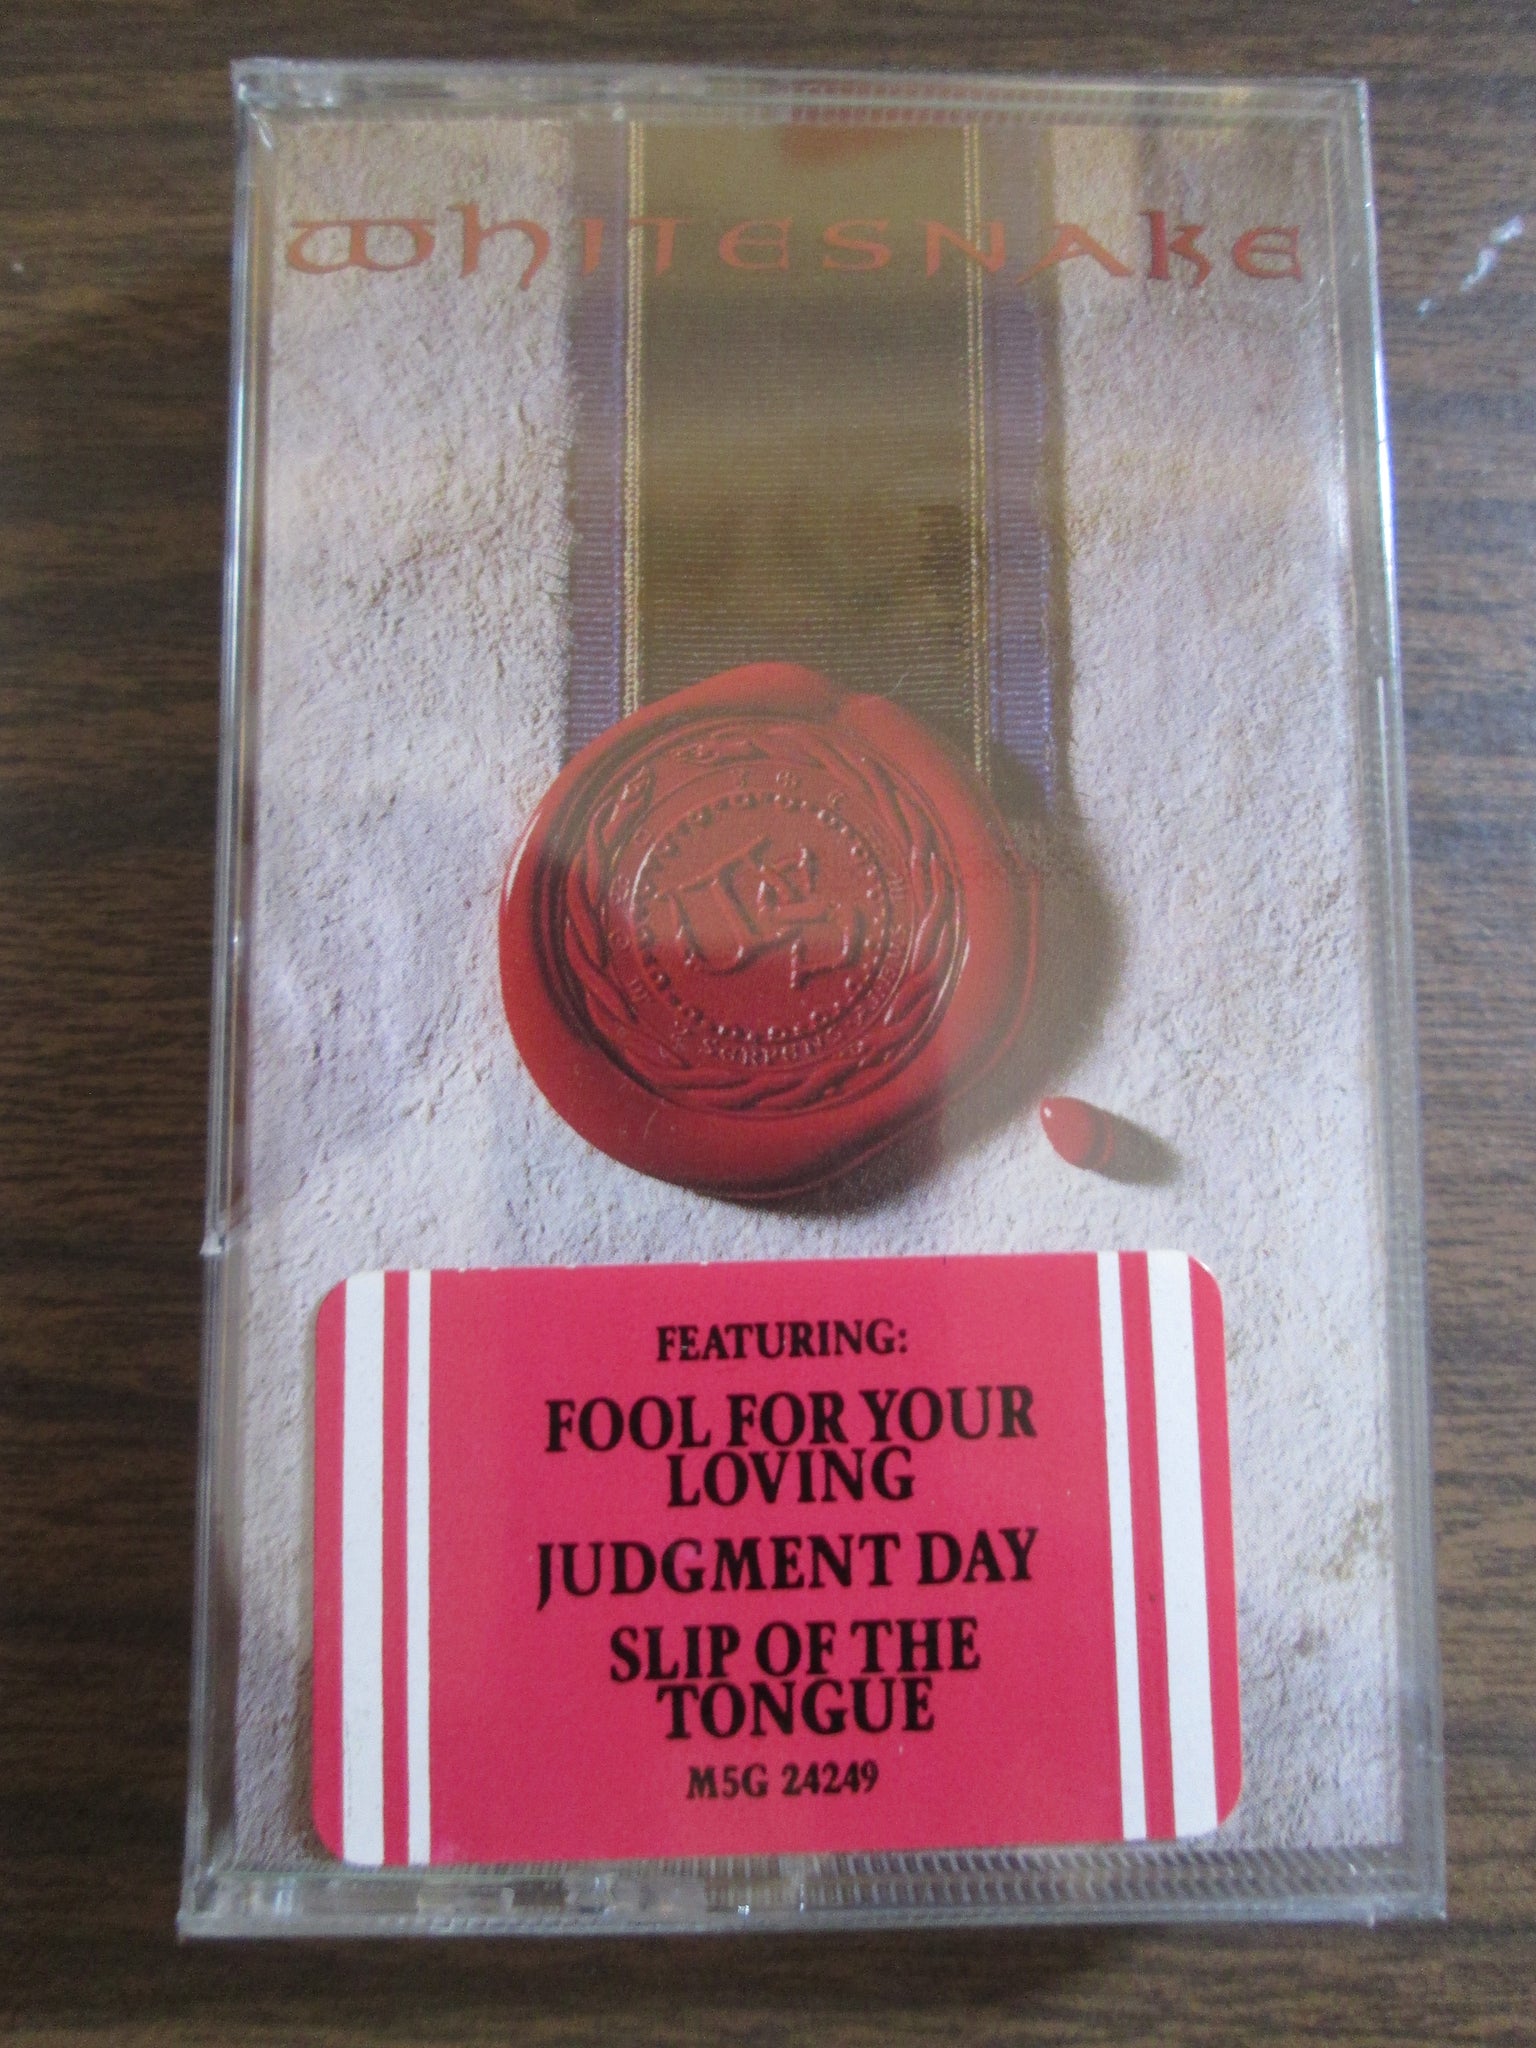 WHITESNAKE
FEATURING:
FOOL FOR YOUR
LOVING
JUDGMENT DAY
SLIP OF THE
TONGUE
M5G 24249